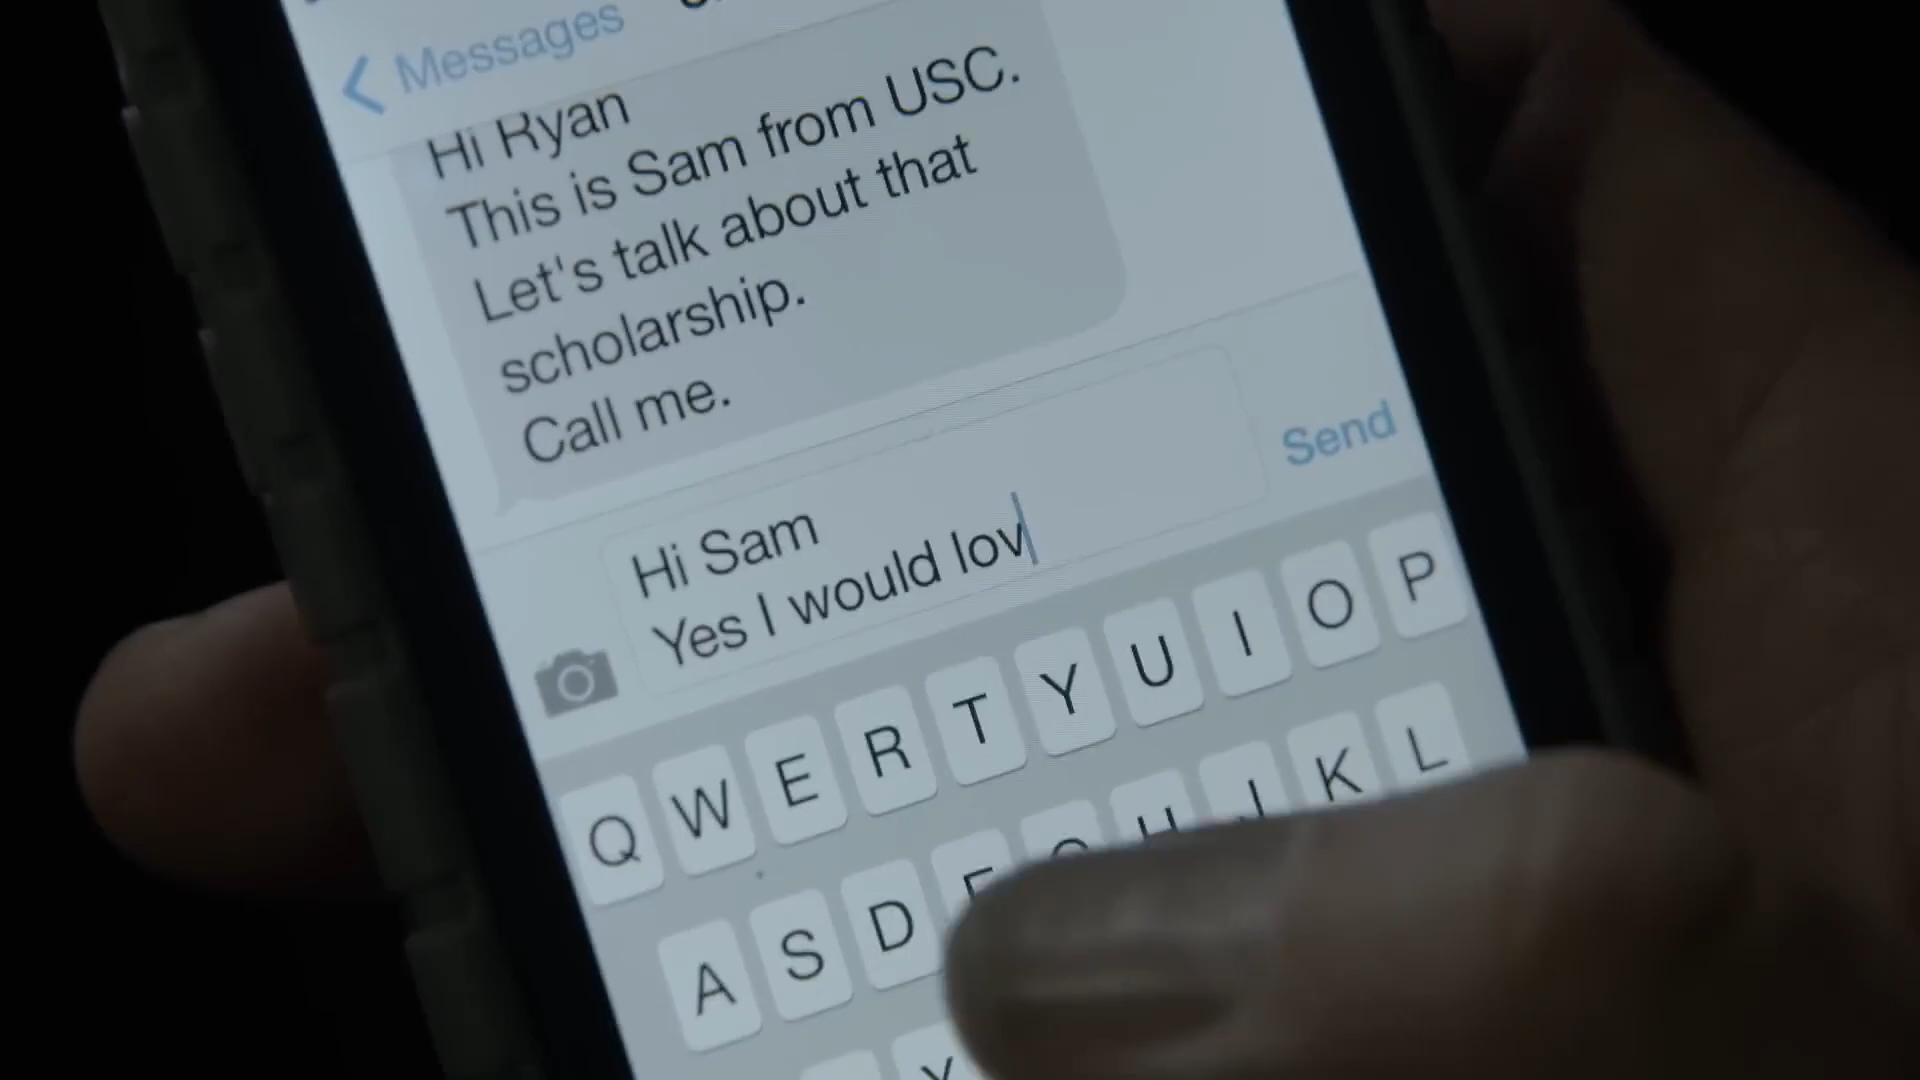 Messages
Hi Ryan
This is Sam from USC.
Let's talk about that
scholarship.
Call me.
Hi Sam
Yes I would lov
Send
Q W E R T Y U I O P
A S D F G H J K L